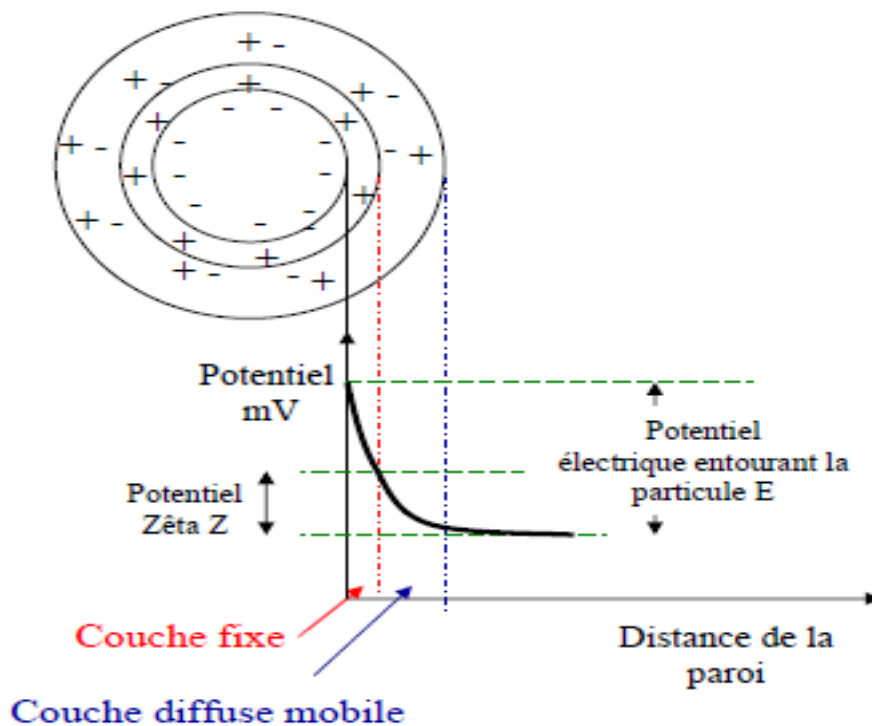 + -
+ - + + -
+ - - +
- -
+ - + - - +
- -
+ - - +
+ - - -
+ - + - - +
+ - - +
Potentiel
mV
Potentiel
électrique entourant la
particule E
Potentiel
Zêta Z
Couche fixe
Distance de la
paroi
Couche diffuse mobile